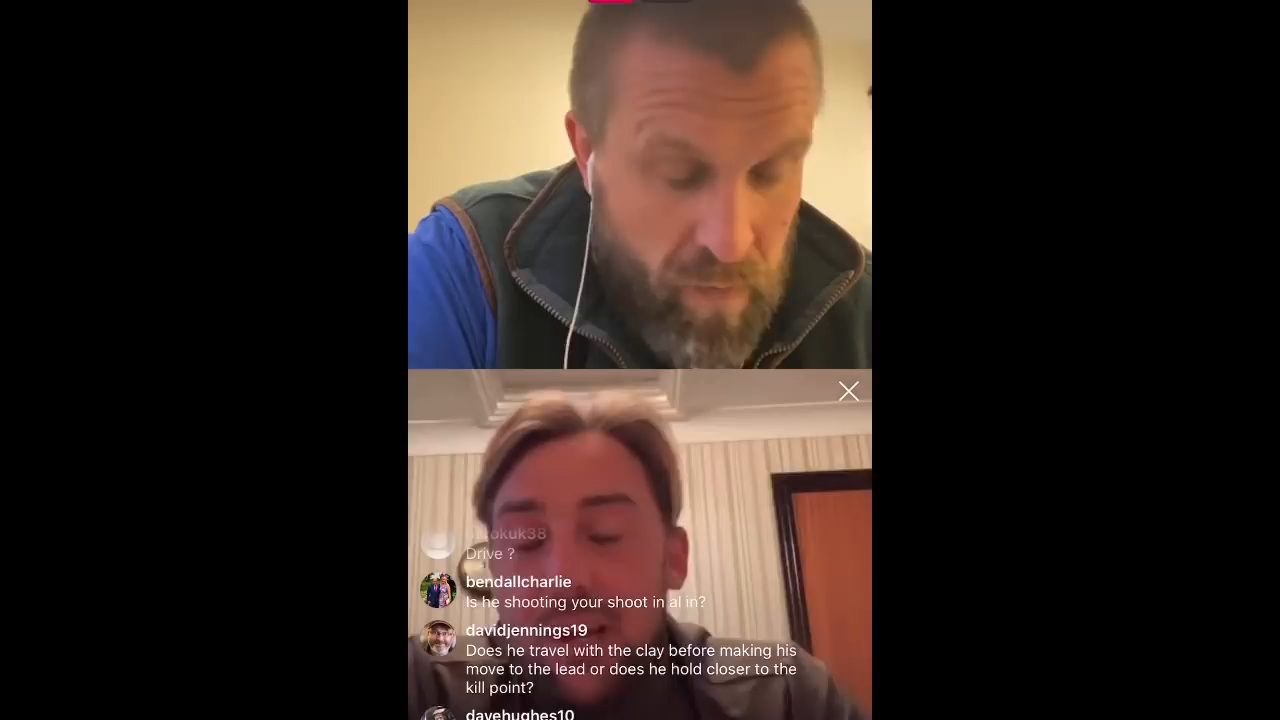 Drive ?
bendallcharlie
Is he shooting your shoot in al in?
davidjennings19
Does he travel with the clay before making his
move to the lead or does he hold closer to the
kill point?
davehughes10